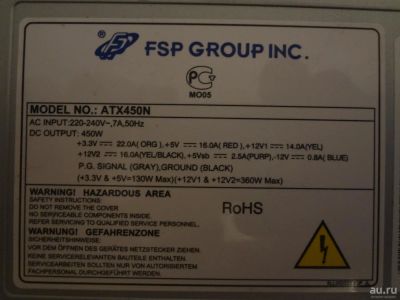 FSP GROUP INC.
PG
MO05
MODEL NO.: ATX450N
AC INPUT:220-240V~,7A,50Hz
DC OUTPUT: 450W
+3.3V ⎓ 22.0A( ORG ),+5V ⎓ 16.0A( RED ), +12V1 ⎓ 14.0A(YEL)
+12V2 ⎓ 16.0A(YEL/BLACK), +5Vsb ⎓ 2.5A(PURP),-12V ⎓ 0.8A( BLUE)
P.G. SIGNAL (GRAY),GROUND (BLACK)
(+3.3V & +5V=130W Max)(+12V1 & +12V2=360W Max)
WARNING! HAZARDOUS AREA
SAFETY INSTRUCTIONS:
DO NOT REMOVE THE COVER
NO SERVICEABLE COMPONENTS INSIDE.
REFER SERVICING TO QUALIFIED SERVICE PERSONNEL.
RoHS
WARNUNG! GEFAHRENZONE
SICHERHEITSHINWEISE:
VOR DEM ÖFFNEN DES GERÄTES NETZSTECKER ZIEHEN.
KEINE SERVICERELEVANTEN BAUTEILE ENTHALTEN.
SERVICEARBEITEN SOLLTEN NUR VON AUTORISIERTEM
FACHPERSONAL DURCHGEFÜHRT WERDEN.
au.ru